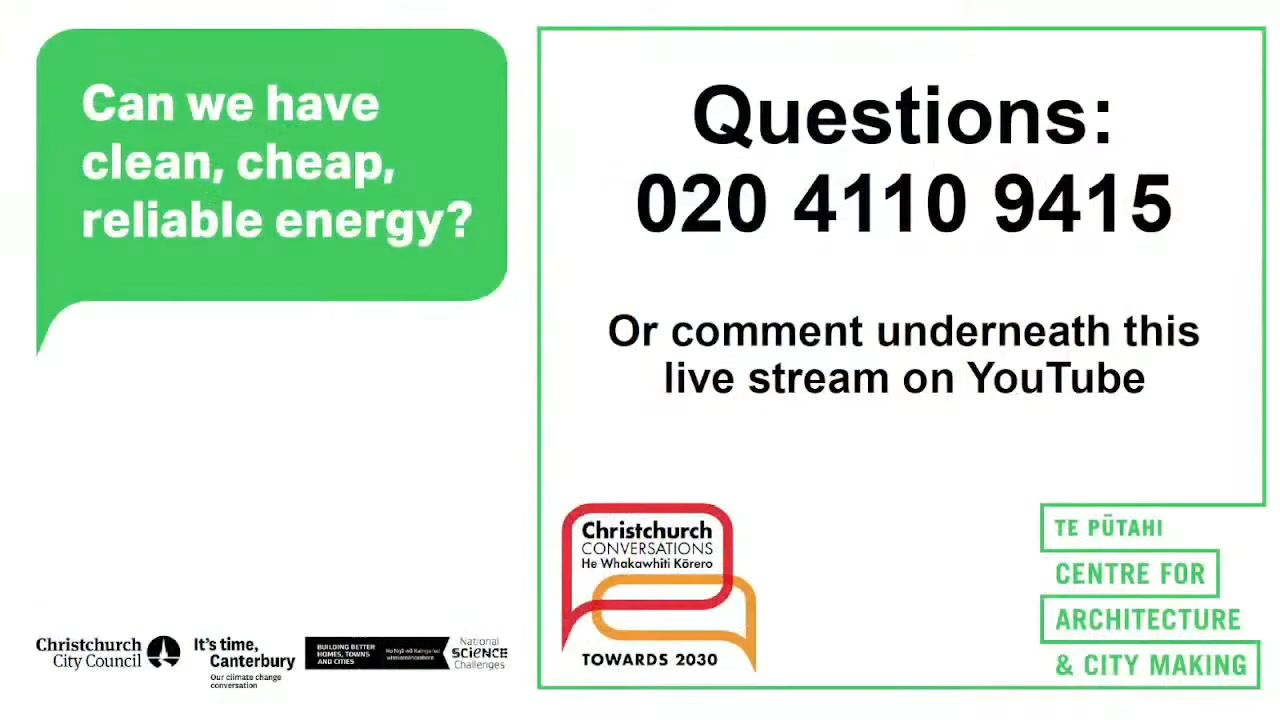 Can we have
clean, cheap,
reliable energy?
Questions:
020 4110 9415
Or comment underneath this
live stream on YouTube
Christchurch
CONVERSATIONS
He Whakawhiti Kōrero
TOWARDS 2030
TE PŪTAHI
CENTRE FOR
ARCHITECTURE
& CITY MAKING
Christchurch
City Council
It's time,
Canterbury
Our climate change
conversation
BUILDING BETTER
HOMES, TOWNS
AND CITIES
National
SCIENCE
Challenges